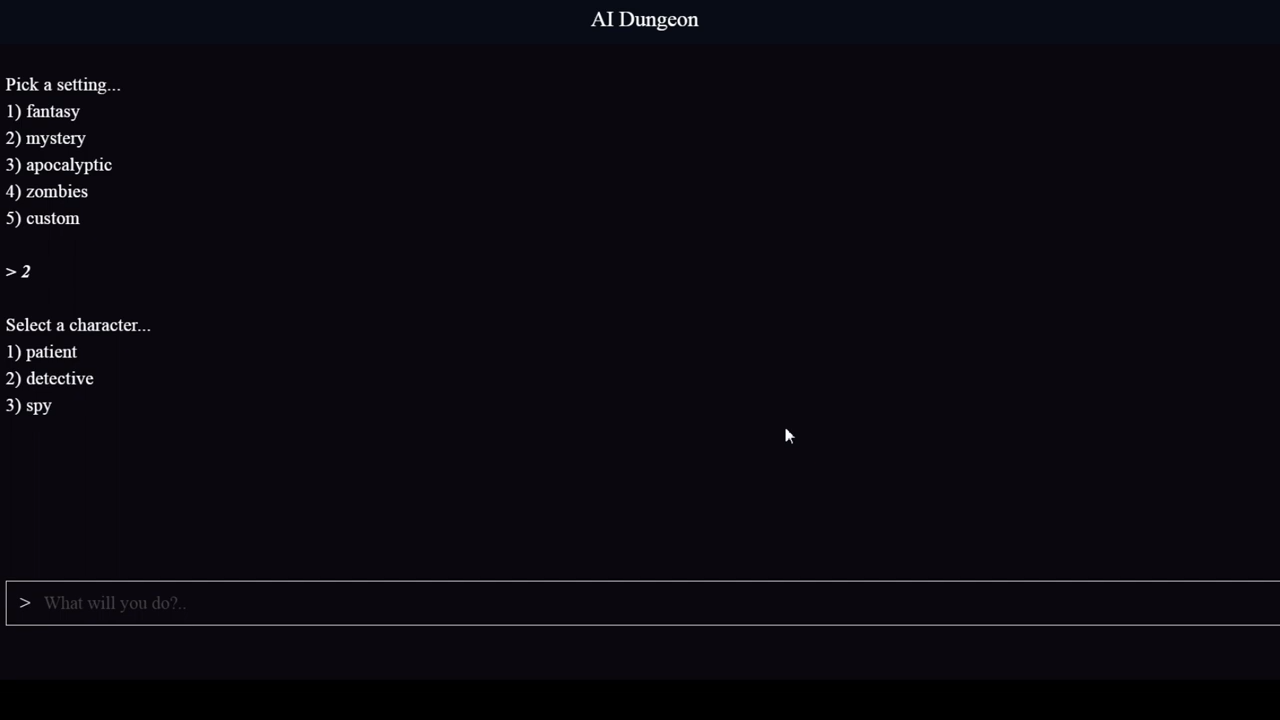 AI Dungeon
Pick a setting...
1) fantasy
2) mystery
3) apocalyptic
4) zombies
5) custom
> 2
Select a character...
1) patient
2) detective
3) spy
> What will you do?..